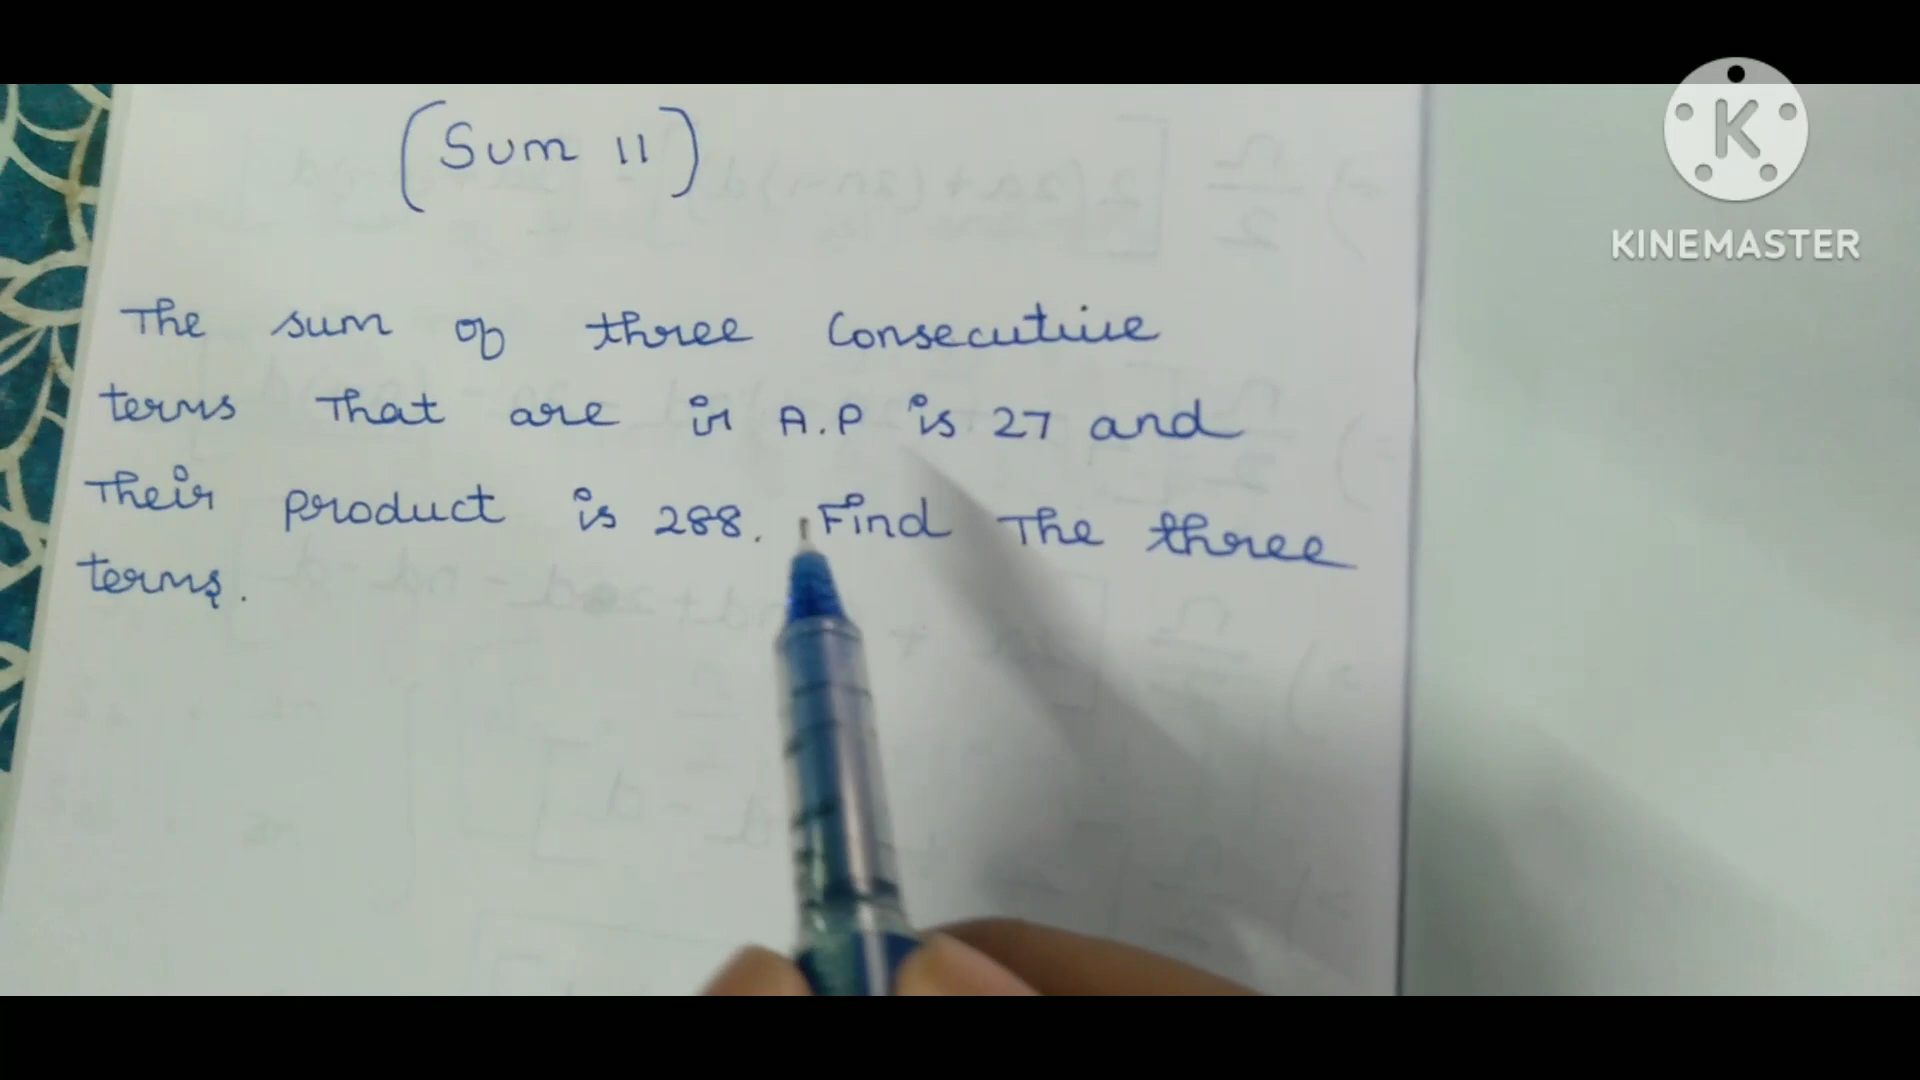 (Sum 11)
K
KINEMASTER
The sum of three consecutive
terms that are in A.P is 27 and
their product is 288. Find the three
terms.